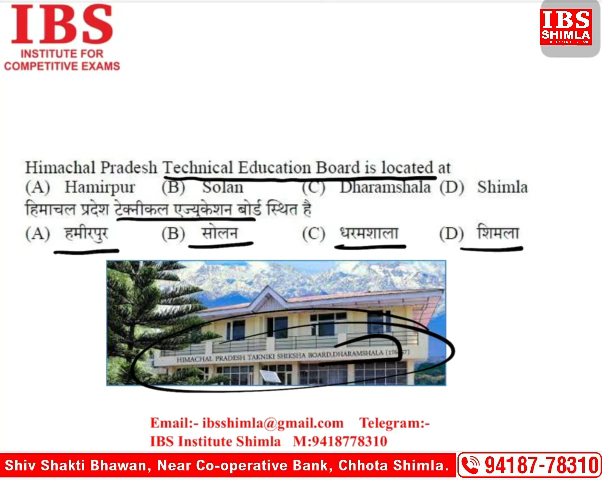 IBS
INSTITUTE FOR
COMPETITIVE EXAMS
IBS
SHIMLA
Himachal Pradesh Technical Education Board is located at
(A) Hamirpur (B) Solan (C) Dharamshala (D) Shimla
हिमाचल प्रदेश टेक्नीकल एज्युकेशन बोर्ड स्थित है
(A) हमीरपुर (B) सोलन (C) धरमशाला (D) शिमला
HIMACHAL PRADESH TAKNIKI SHIKSHA BOARD,DHARAMSHALA
Email:- ibsshimla@gmail.com Telegram:-
IBS Institute Shimla M:9418778310
Shiv Shakti Bhawan, Near Co-operative Bank, Chhota Shimla. 94187-78310